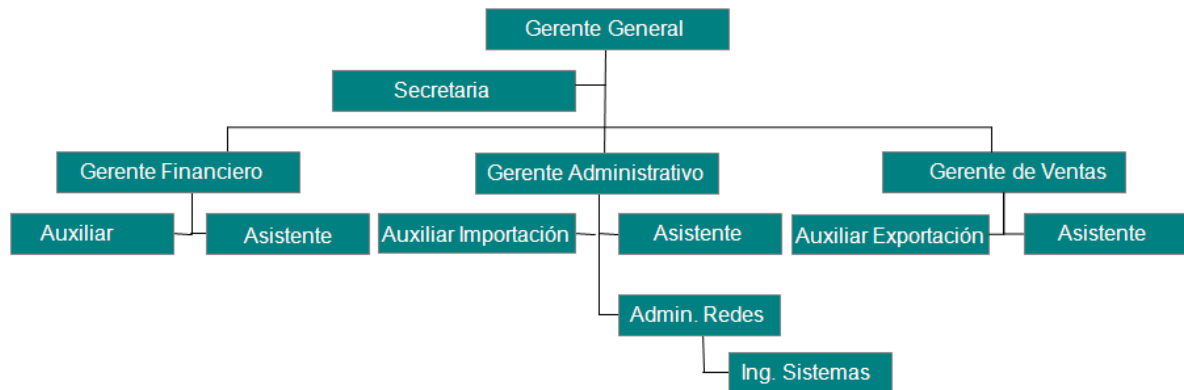 Gerente General
Secretaria
Gerente Financiero
Gerente Administrativo
Gerente de Ventas
Auxiliar
Asistente
Auxiliar Importación
Asistente
Auxiliar Exportación
Asistente
Admin. Redes
Ing. Sistemas